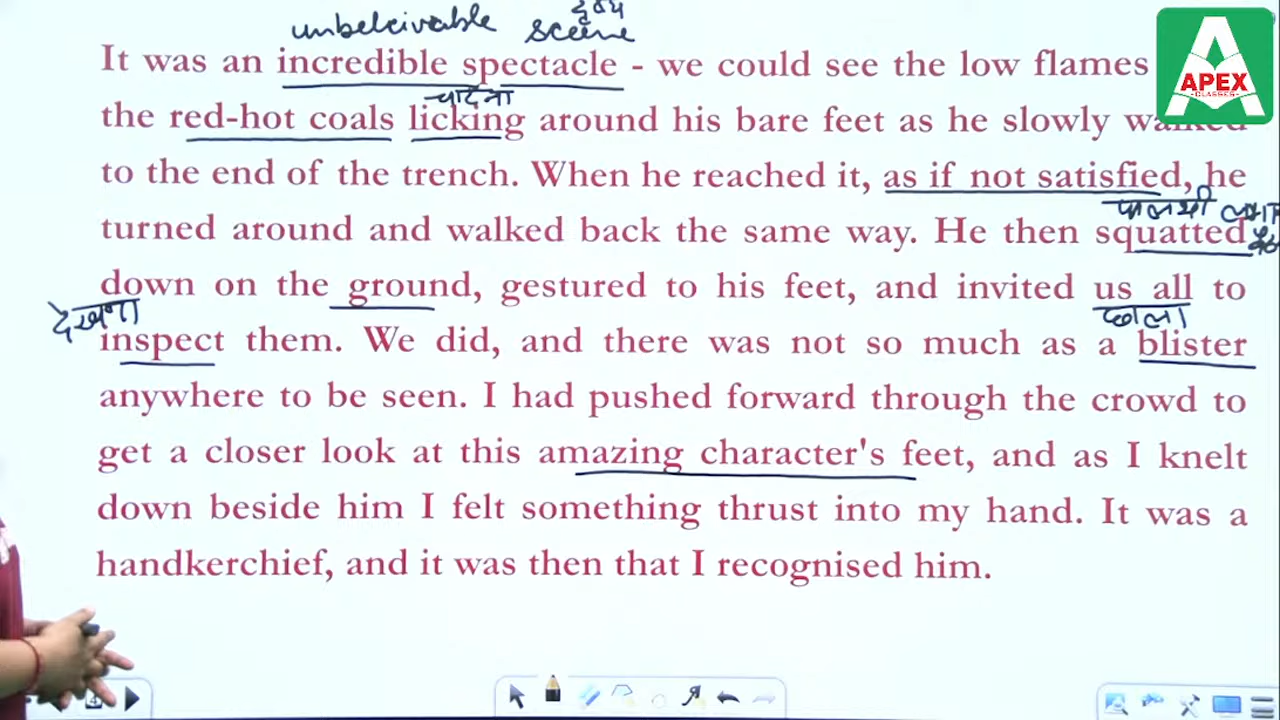 unbeleivable scene दृश्य
It was an incredible spectacle - we could see the low flames
APEX
CLASSES
चाटना
the red-hot coals licking around his bare feet as he slowly walked
to the end of the trench. When he reached it, as if not satisfied, he
पालथी
turned around and walked back the same way. He then squatted
down on the ground, gestured to his feet, and invited us all to
देखना
छाला
inspect them. We did, and there was not so much as a blister
anywhere to be seen. I had pushed forward through the crowd to
get a closer look at this amazing character's feet, and as I knelt
down beside him I felt something thrust into my hand. It was a
handkerchief, and it was then that I recognised him.